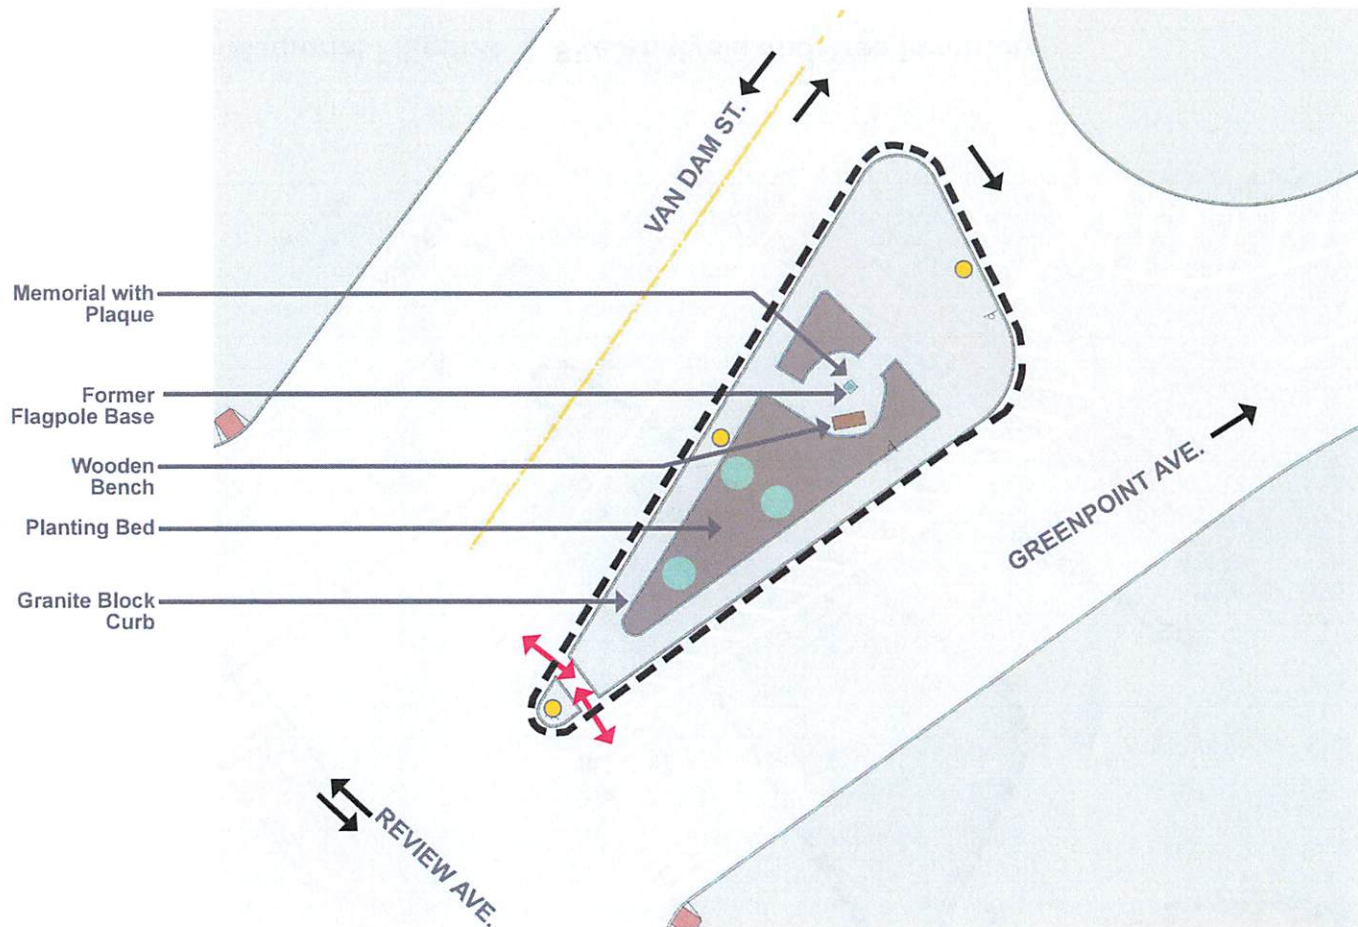 VAN DAM ST.
Memorial with
Plaque
Former
Flagpole Base
Wooden
Bench
Planting Bed
Granite Block
Curb
GREENPOINT AVE.
REVIEW AVE.